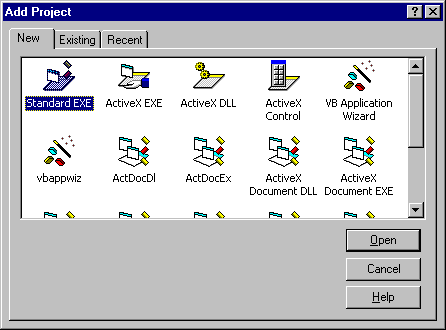 Add Project
New Existing Recent
Standard EXE ActiveX EXE ActiveX DLL ActiveX Control VB Application Wizard
vbappwiz ActDocDl ActDocEx ActiveX Document DLL ActiveX Document EXE
Open
Cancel
Help